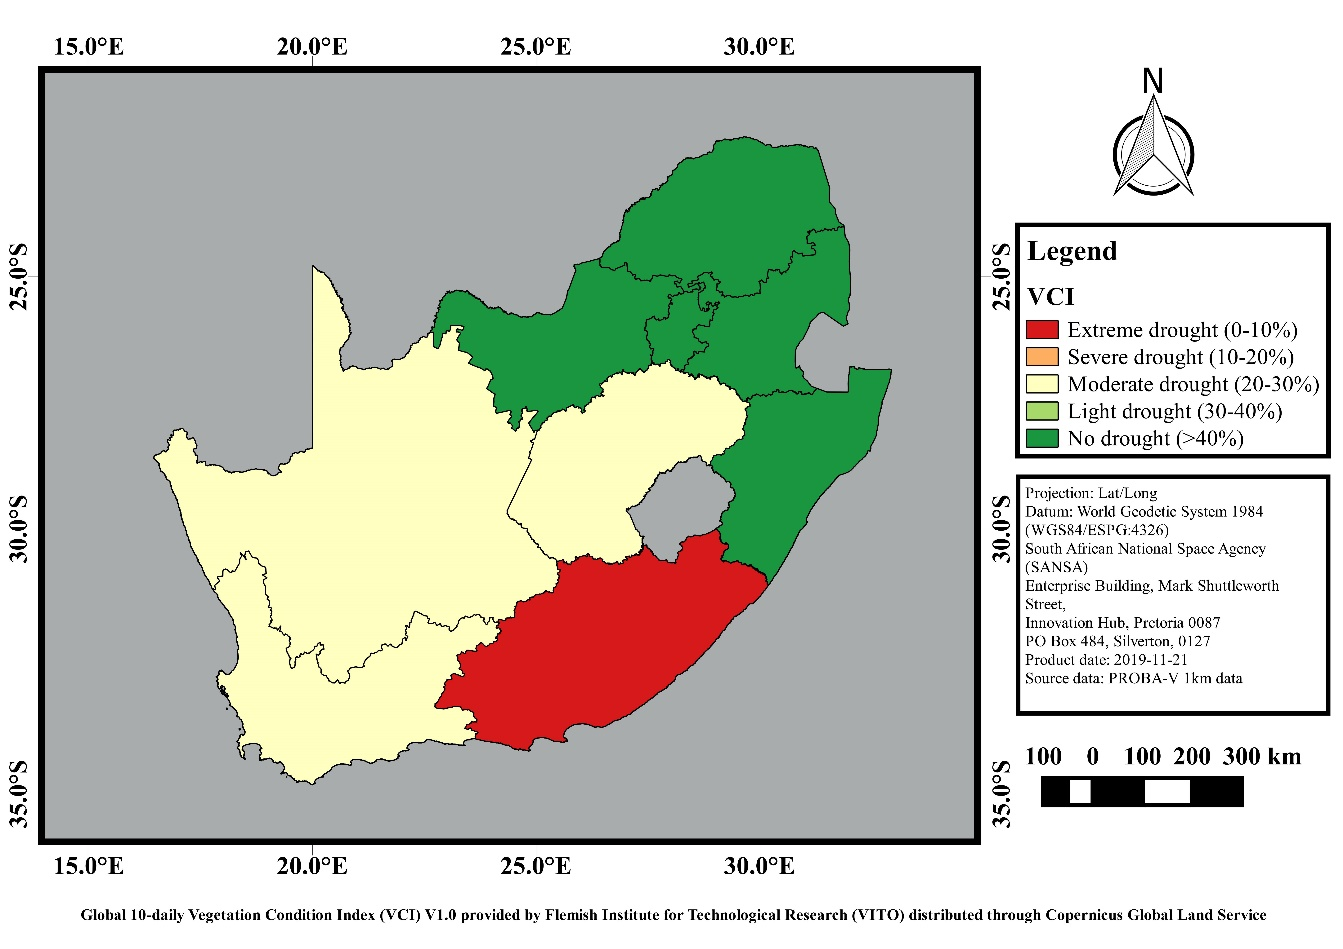 15.0°E 20.0°E 25.0°E 30.0°E
N
25.0°S
30.0°S
35.0°S
25.0°S
30.0°S
35.0°S
Legend
VCI
Extreme drought (0-10%)
Severe drought (10-20%)
Moderate drought (20-30%)
Light drought (30-40%)
No drought (>40%)
Projection: Lat/Long
Datum: World Geodetic System 1984
(WGS84/ESPG:4326)
South African National Space Agency
(SANSA)
Enterprise Building, Mark Shuttleworth
Street,
Innovation Hub, Pretoria 0087
PO Box 484, Silverton, 0127
Product date: 2019-11-21
Source data: PROBA-V 1km data
100 0 100 200 300 km
15.0°E 20.0°E 25.0°E 30.0°E
Global 10-daily Vegetation Condition Index (VCI) V1.0 provided by Flemish Institute for Technological Research (VITO) distributed through Copernicus Global Land Service